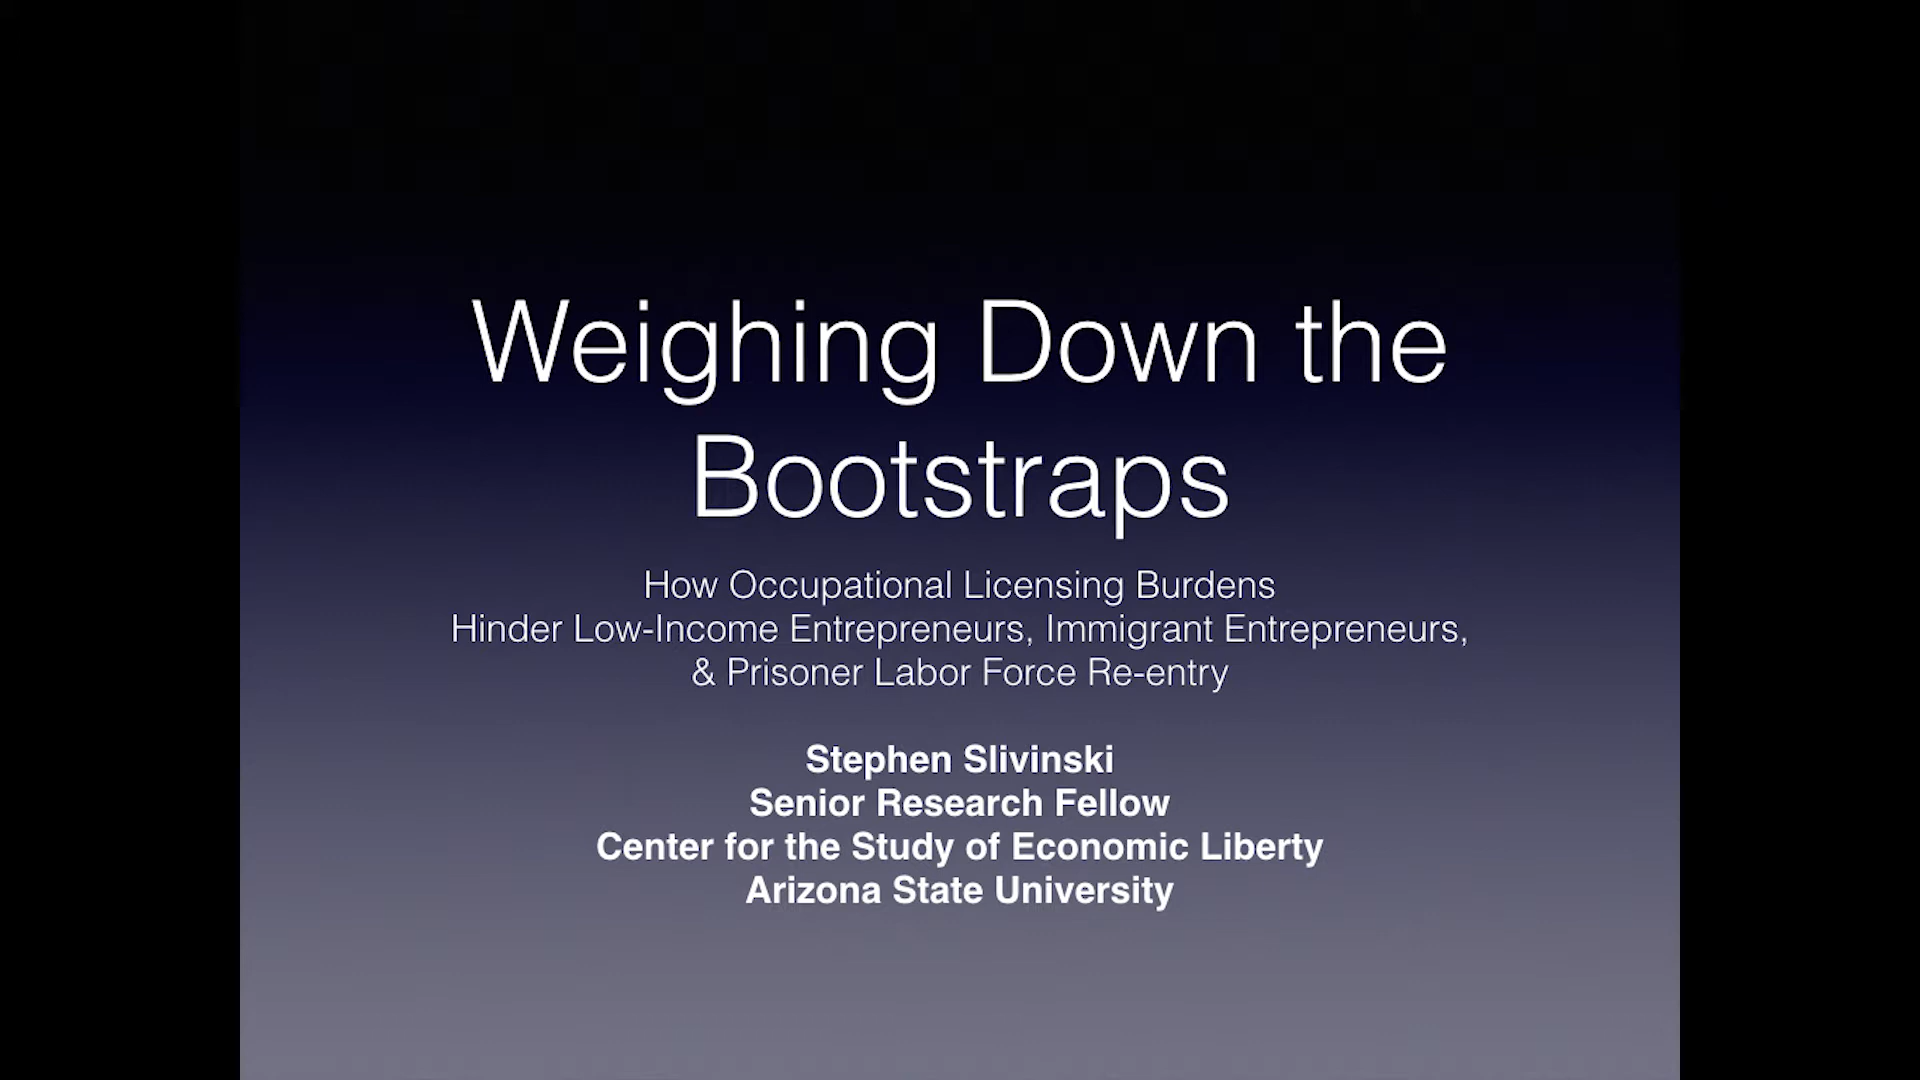 Weighing Down the
Bootstraps
How Occupational Licensing Burdens
Hinder Low-Income Entrepreneurs, Immigrant Entrepreneurs,
& Prisoner Labor Force Re-entry
Stephen Slivinski
Senior Research Fellow
Center for the Study of Economic Liberty
Arizona State University